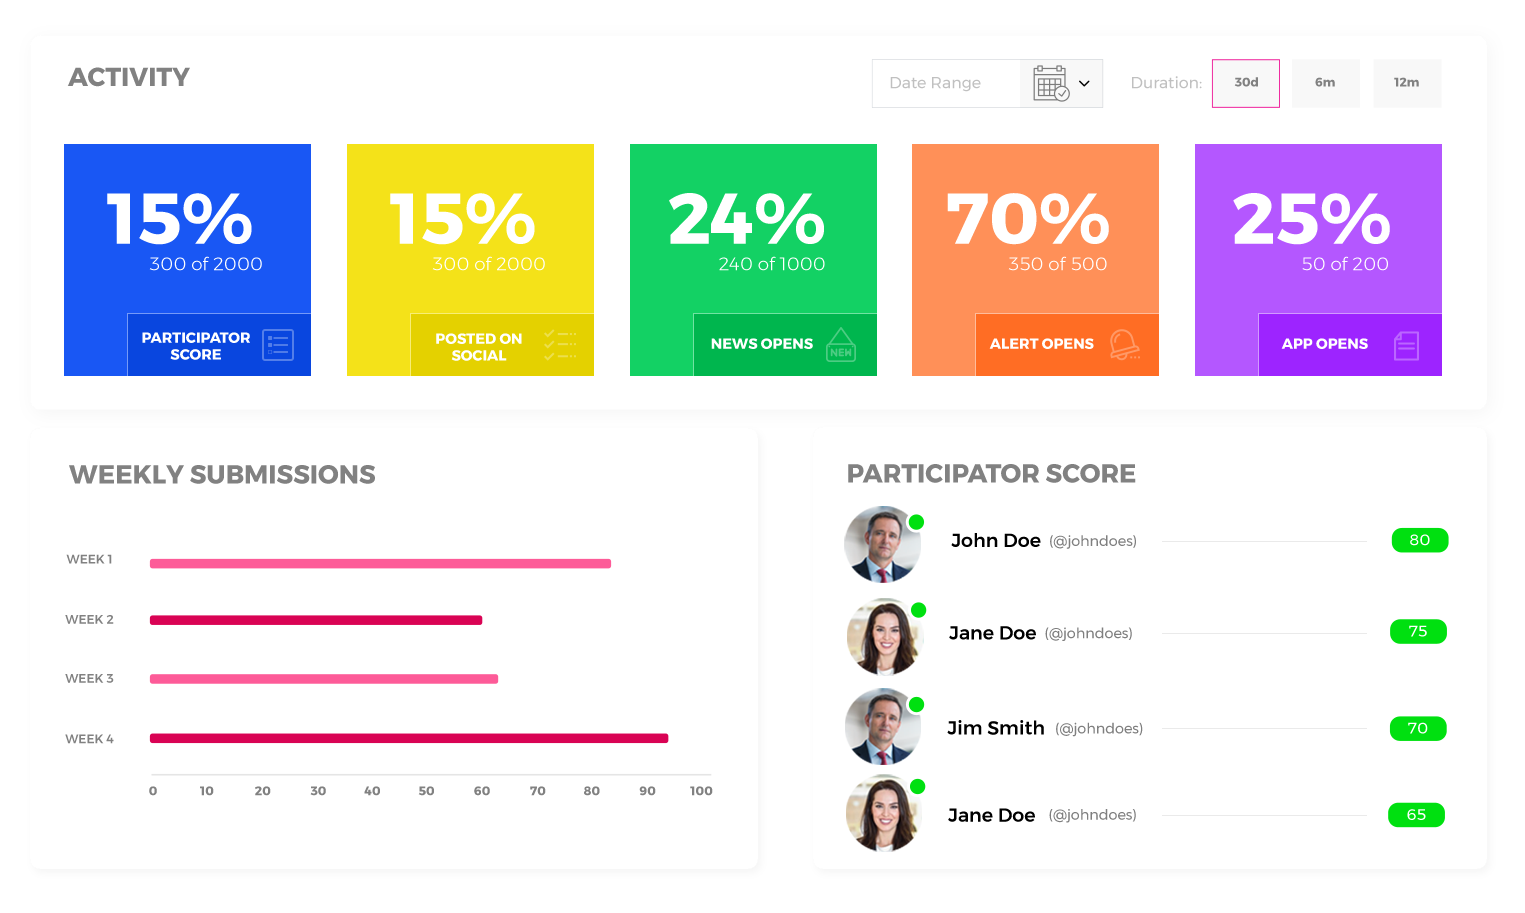 ACTIVITY
Date Range
Duration:
30d
6m
12m
15%
300 of 2000
PARTICIPATOR
SCORE
15%
300 of 2000
POSTED ON
SOCIAL
24%
240 of 1000
NEWS OPENS
NEW
70%
350 of 500
ALERT OPENS
25%
50 of 200
APP OPENS
WEEKLY SUBMISSIONS
WEEK 1
WEEK 2
WEEK 3
WEEK 4
0 10 20 30 40 50 60 70 80 90 100
PARTICIPATOR SCORE
John Doe (@johndoes) 80
Jane Doe (@johndoes) 75
Jim Smith (@johndoes) 70
Jane Doe (@johndoes) 65